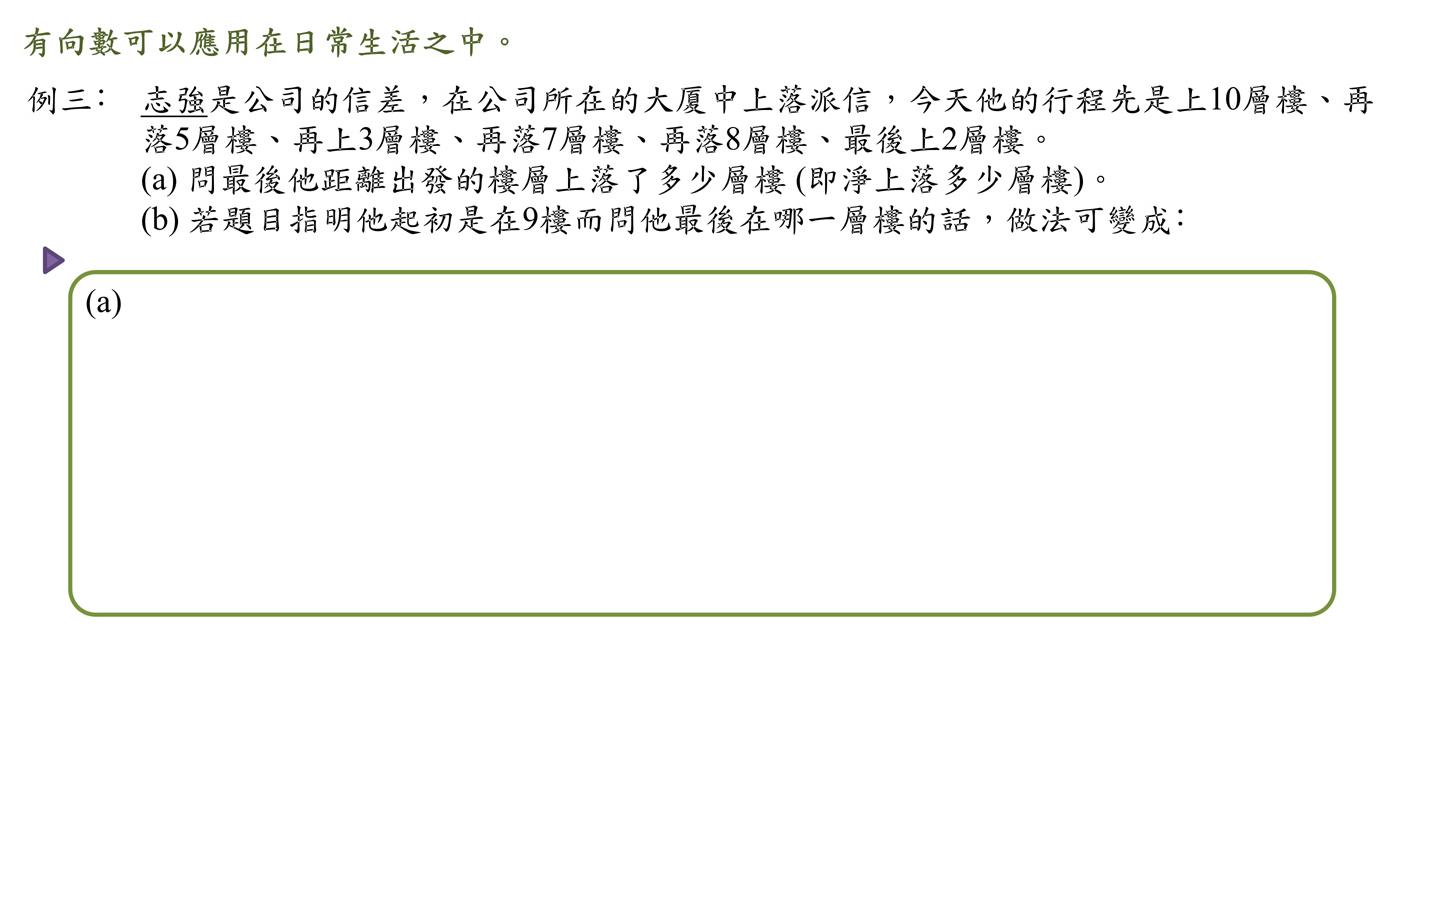 有向數可以應用在日常生活之中。
例三： 志強是公司的信差，在公司所在的大厦中上落派信，今天他的行程先是上10層樓、再
落5層樓、再上3層樓、再落7層樓、再落8層樓、最後上2層樓。
(a) 問最後他距離出發的樓層上落了多少層樓 (即淨上落多少層樓)。
(b) 若題目指明他起初是在9樓而問他最後在哪一層樓的話，做法可變成：
(a)